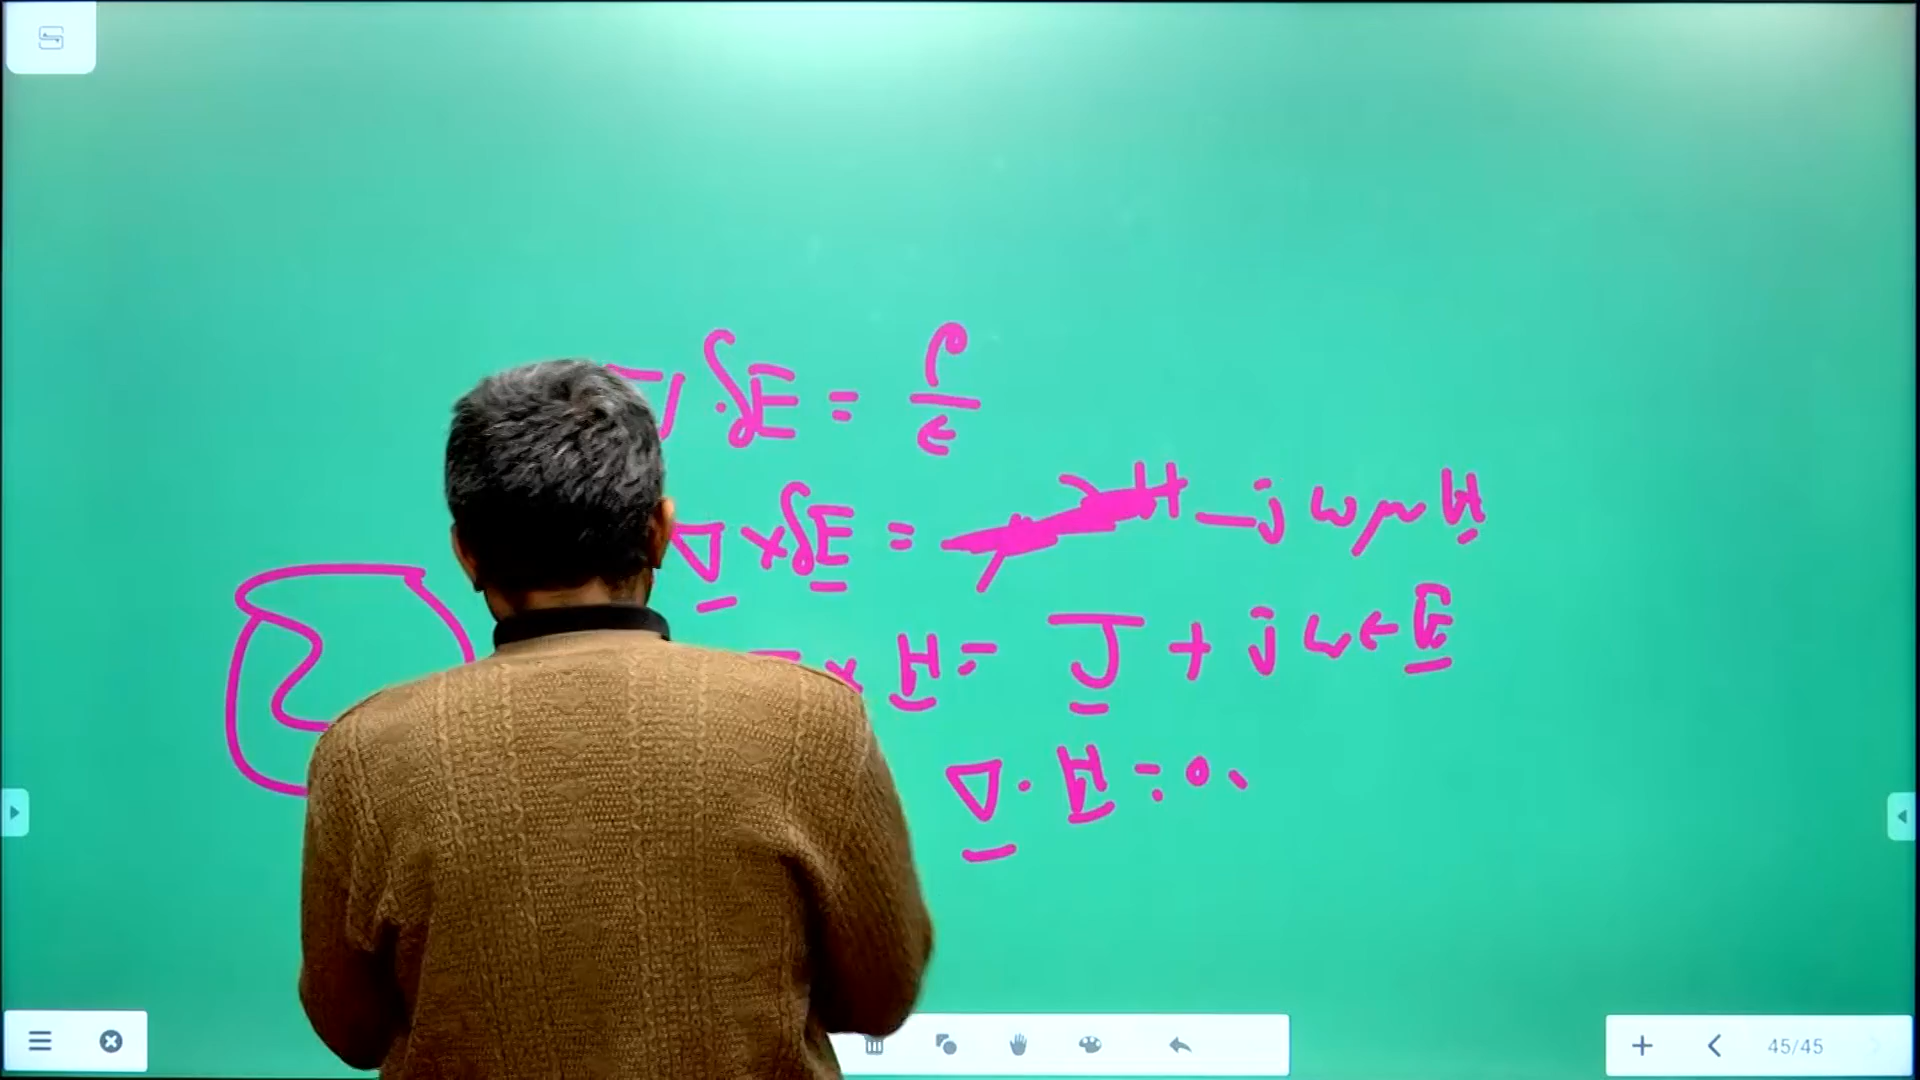 ∇ · E = ρ/ϵ
∇ × E = -jωμH
× H = J + jωϵE
∇ · H = 0.
45/45